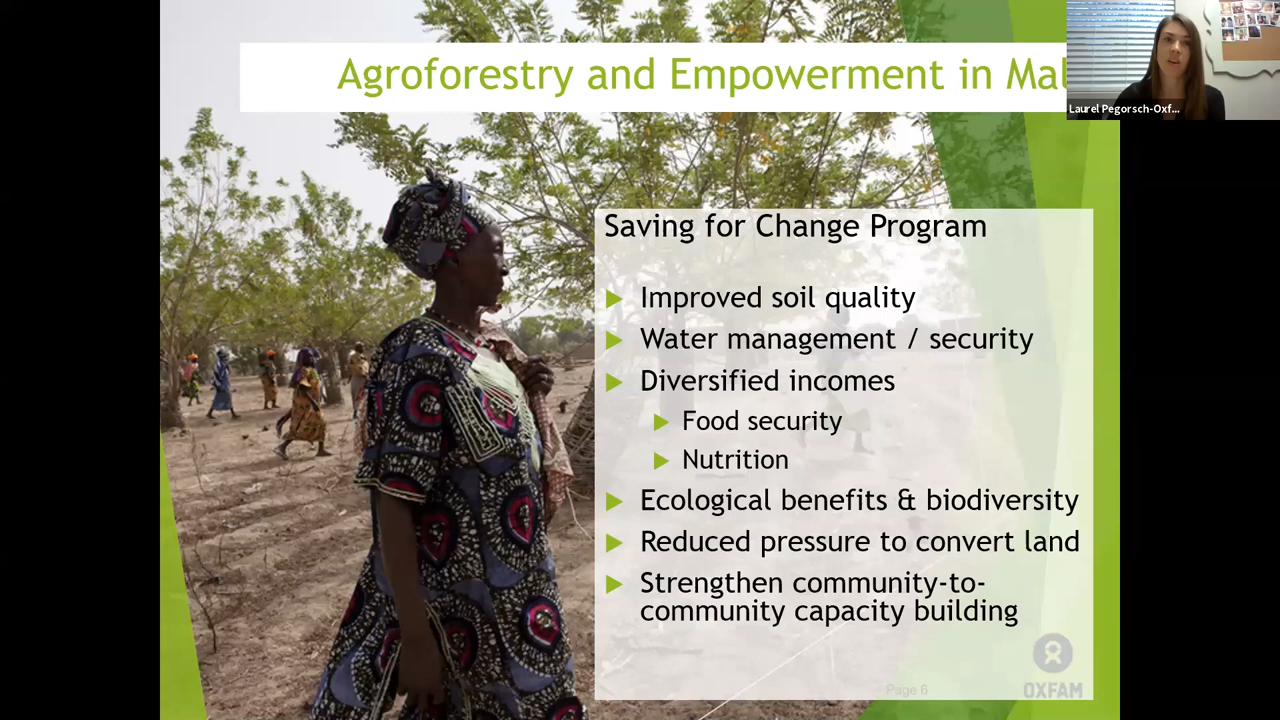 Agroforestry and Empowerment in Mal
Laurel Pegorsch-Oxf...
Saving for Change Program
Improved soil quality
Water management / security
Diversified incomes
Food security
Nutrition
Ecological benefits & biodiversity
Reduced pressure to convert land
Strengthen community-to-
community capacity building
Page 6
OXFAM